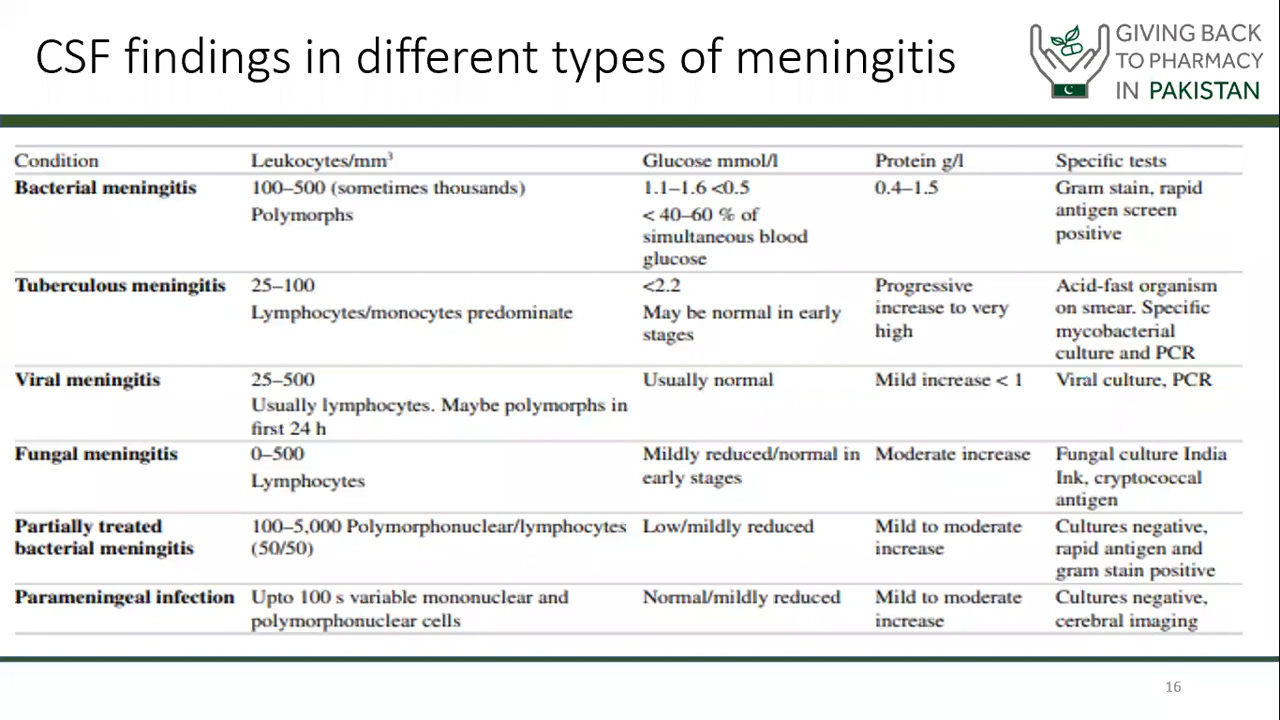 CSF findings in different types of meningitis
GIVING BACK
TO PHARMACY
IN PAKISTAN
Condition Leukocytes/mm³ Glucose mmol/l Protein g/l Specific tests
Bacterial meningitis 100–500 (sometimes thousands) 1.1–1.6 <0.5 0.4–1.5 Gram stain, rapid
Polymorphs < 40–60 % of antigen screen
simultaneous blood positive
glucose
Tuberculous meningitis 25–100 <2.2 Progressive Acid-fast organism
Lymphocytes/monocytes predominate May be normal in early increase to very on smear. Specific
stages high mycobacterial
culture and PCR
Viral meningitis 25–500 Usually normal Mild increase < 1 Viral culture, PCR
Usually lymphocytes. Maybe polymorphs in
first 24 h
Fungal meningitis 0–500 Mildly reduced/normal in Moderate increase Fungal culture India
Lymphocytes early stages Ink, cryptococcal
antigen
Partially treated 100–5,000 Polymorphonuclear/lymphocytes Low/mildly reduced Mild to moderate Cultures negative,
bacterial meningitis (50/50) increase rapid antigen and
gram stain positive
Parameningeal infection Upto 100 s variable mononuclear and Normal/mildly reduced Mild to moderate Cultures negative,
polymorphonuclear cells increase cerebral imaging
16